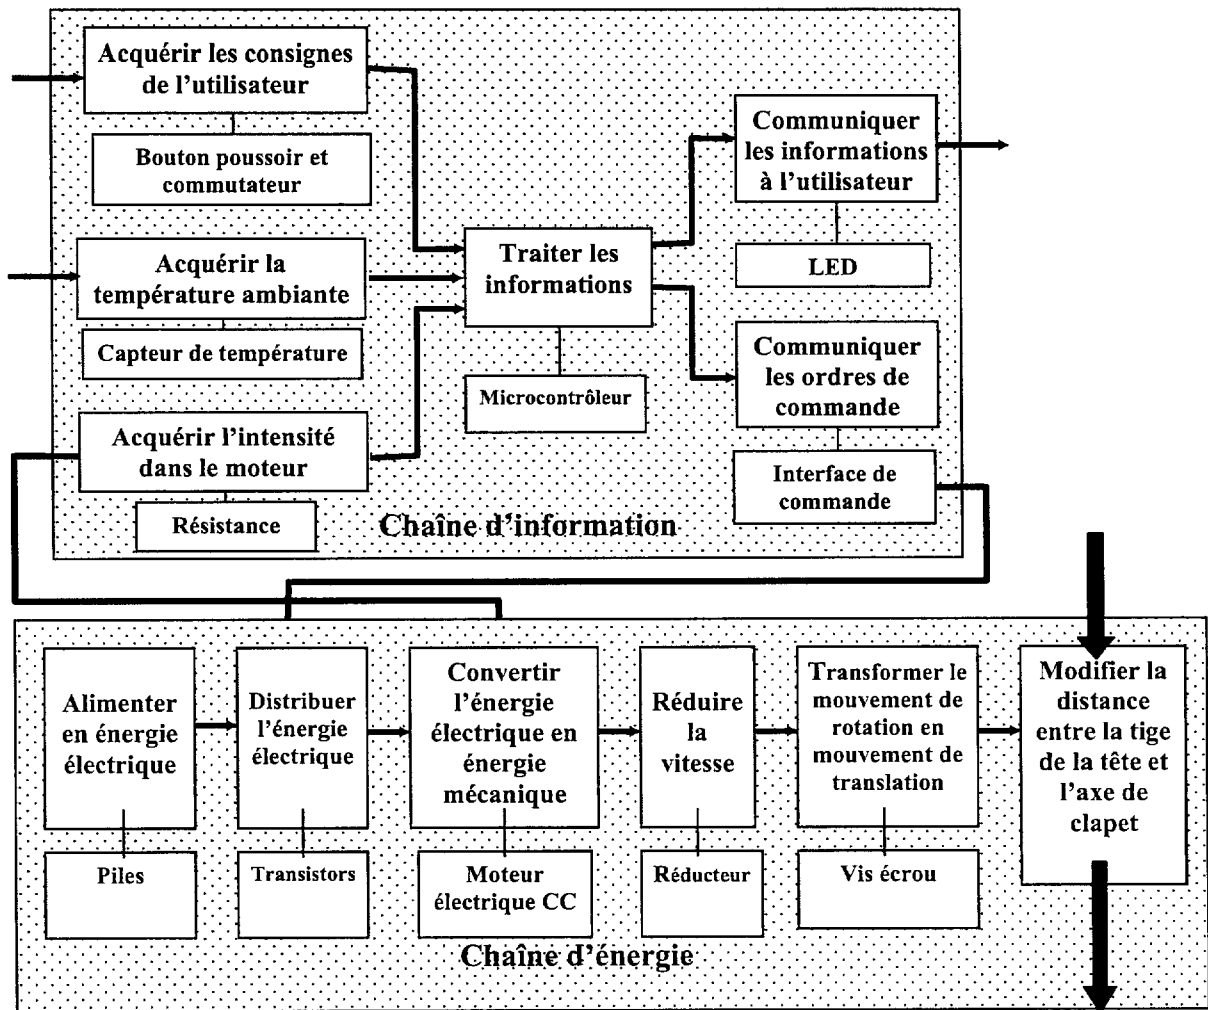 Acquérir les consignes
de l'utilisateur
Bouton poussoir et
commutateur
Acquérir la
température ambiante
Capteur de température
Acquérir l'intensité
dans le moteur
Résistance
Traiter les
informations
Microcontrôleur
Communiquer
les informations
à l'utilisateur
LED
Communiquer
les ordres de
commande
Interface de
commande
Chaîne d'information
Alimenter
en énergie
électrique
Piles
Distribuer
l'énergie
électrique
Transistors
Convertir
l'énergie
électrique en
énergie
mécanique
Moteur
électrique CC
Réduire
la
vitesse
Réducteur
Transformer le
mouvement de
rotation en
mouvement de
translation
Vis écrou
Modifier la
distance
entre la tige
de la tête et
l'axe de
clapet
Chaîne d'énergie